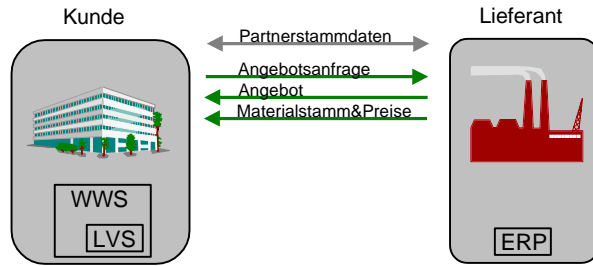 Kunde
Lieferant
Partnerstammdaten
Angebotsanfrage
Angebot
Materialstamm&Preise
WWS
LVS
ERP